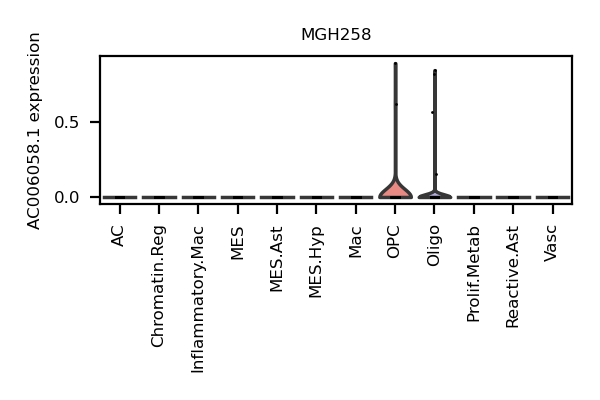 MGH258
AC006058.1 expression
0.5
0.0
AC
Chromatin.Reg
Inflammatory.Mac
MES
MES.Ast
MES.Hyp
Mac
OPC
Oligo
Prolif.Metab
Reactive.Ast
Vasc